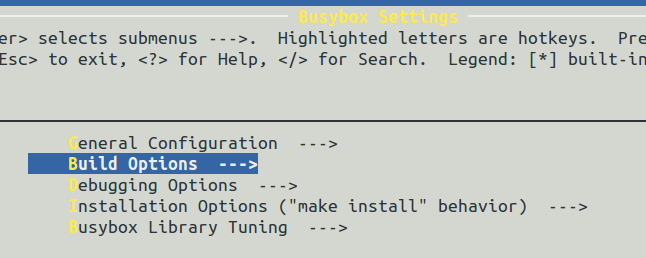 Busybox Settings
er> selects submenus --->. Highlighted letters are hotkeys. Pre
Esc> to exit, <?> for Help, </> for Search. Legend: [*] built-in
General Configuration --->
Build Options --->
Debugging Options --->
Installation Options ("make install" behavior) --->
Busybox Library Tuning --->